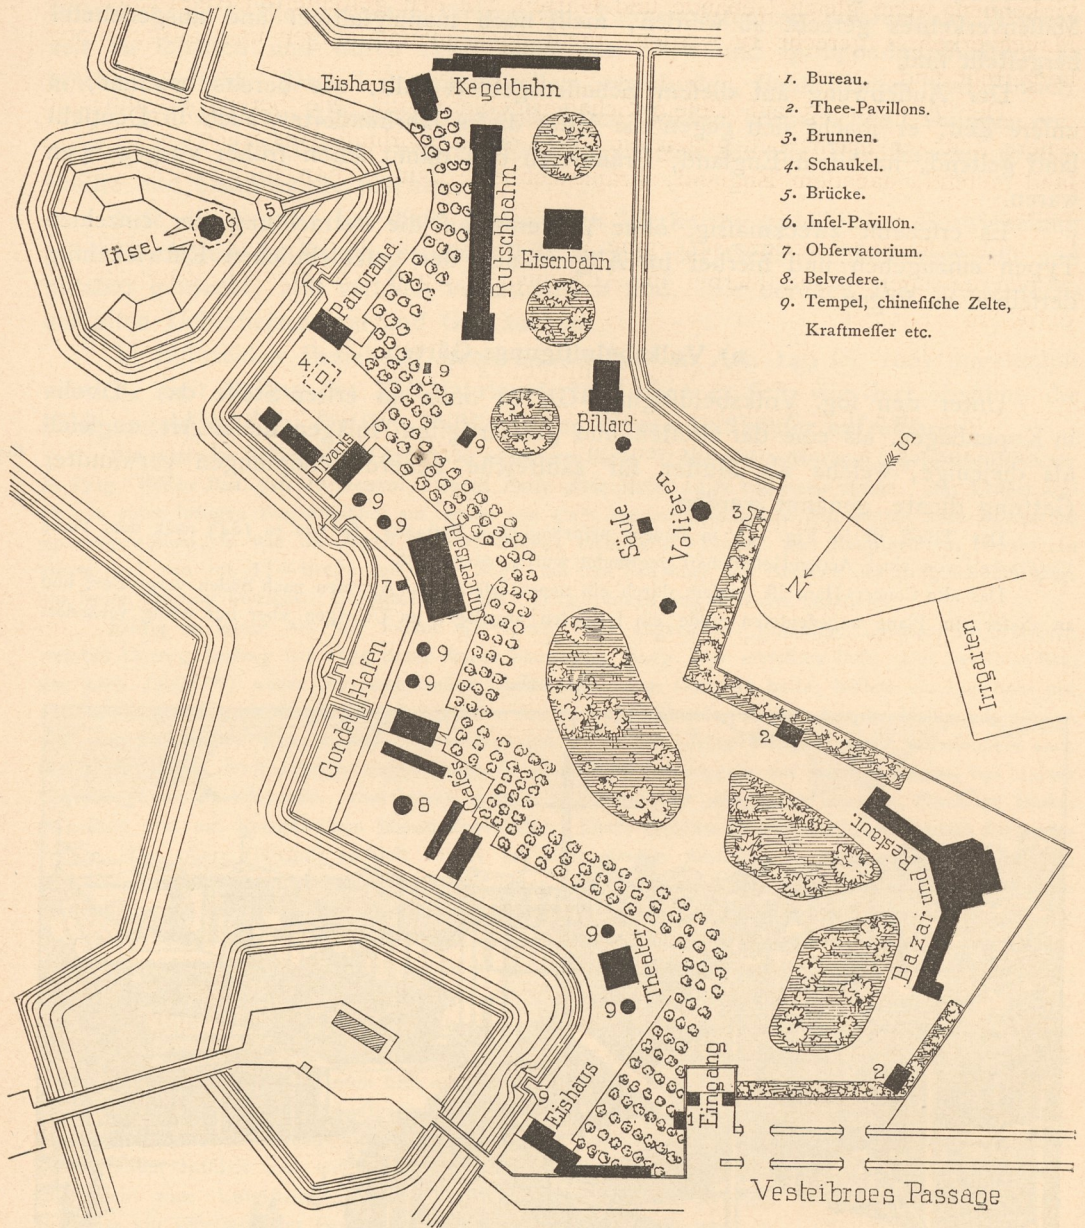 Eishaus
Kegelbahn
1. Bureau.
2. Thee-Pavillons.
3. Brunnen.
4. Schaukel.
5. Brücke.
6. Inſel-Pavillon.
7. Obſervatorium.
8. Belvedere.
9. Tempel, chineſiſche Zelte,
Kraftmeſſer etc.
Insel
6
5
Panorama.
Rutschbahn
Eisenbahn
4
9
9
Divans
Billard
9
9
Säule
Volièren
3
S
N
7
Concertsaal
Irrgarten
9
9
Gondel-Hafen
2
8
Cafés
Bazar und Restaur.
9
Theater
9
9
Eishaus
1
Eingang
2
Vesteibroes Passage